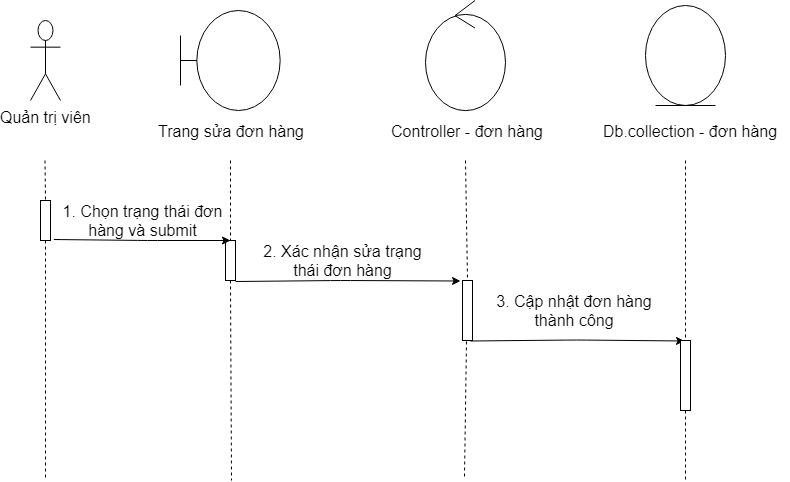 Quản trị viên
Trang sửa đơn hàng
Controller - đơn hàng
Db.collection - đơn hàng
1. Chọn trạng thái đơn
hàng và submit
2. Xác nhận sửa trạng
thái đơn hàng
3. Cập nhật đơn hàng
thành công